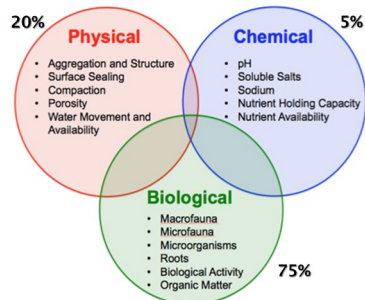 20%
Physical
• Aggregation and Structure
• Surface Sealing
• Compaction
• Porosity
• Water Movement and
Availability
5%
Chemical
• pH
• Soluble Salts
• Sodium
• Nutrient Holding Capacity
• Nutrient Availability
Biological
• Macrofauna
• Microfauna
• Microorganisms
• Roots
• Biological Activity
• Organic Matter
75%